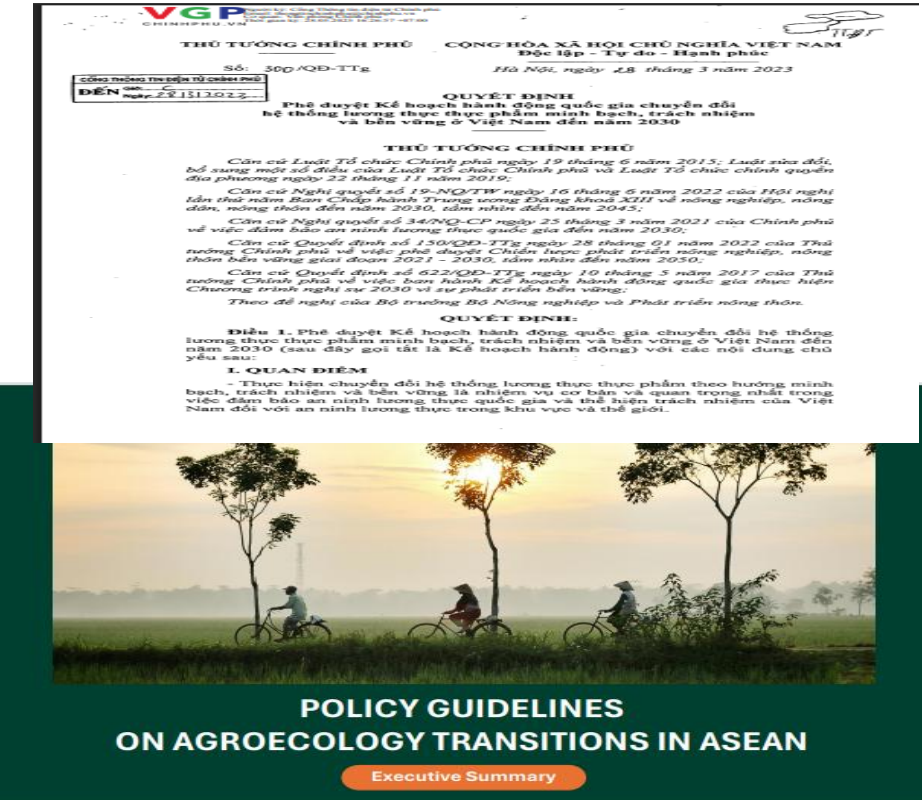 VGP
CHINHPHU.VN
THỦ TƯỚNG CHÍNH PHỦ
CỘNG HÒA XÃ HỘI CHỦ NGHĨA VIỆT NAM
Độc lập - Tự do - Hạnh phúc
Số: 300/QĐ-TTg
Hà Nội, ngày 28 tháng 3 năm 2023
CỔNG THÔNG TIN ĐIỆN TỬ CHÍNH PHỦ
ĐẾN
QUYẾT ĐỊNH
Phê duyệt Kế hoạch hành động quốc gia chuyển đổi
hệ thống lương thực thực phẩm minh bạch, trách nhiệm
và bền vững ở Việt Nam đến năm 2030
THỦ TƯỚNG CHÍNH PHỦ
Căn cứ Luật Tổ chức Chính phủ ngày 19 tháng 6 năm 2015; Luật sửa đổi,
bổ sung một số điều của Luật Tổ chức Chính phủ và Luật Tổ chức chính quyền
địa phương ngày 22 tháng 11 năm 2019;
Căn cứ Nghị quyết số 19-NQ/TW ngày 16 tháng 6 năm 2022 của Hội nghị
lần thứ năm Ban Chấp hành Trung ương Đảng khoá XIII về nông nghiệp, nông
dân, nông thôn đến năm 2030, tầm nhìn đến năm 2045;
Căn cứ Nghị quyết số 34/NQ-CP ngày 25 tháng 3 năm 2021 của Chính phủ
về việc đảm bảo an ninh lương thực quốc gia đến năm 2030;
Căn cứ Quyết định số 150/QĐ-TTg ngày 28 tháng 01 năm 2022 của Thủ
tướng Chính phủ về việc phê duyệt Chiến lược phát triển nông nghiệp, nông
thôn bền vững giai đoạn 2021 - 2030, tầm nhìn đến năm 2050;
Căn cứ Quyết định số 622/QĐ-TTg ngày 10 tháng 5 năm 2017 của Thủ
tướng Chính phủ về việc ban hành Kế hoạch hành động quốc gia thực hiện
Chương trình nghị sự 2030 vì sự phát triển bền vững;
Theo đề nghị của Bộ trưởng Bộ Nông nghiệp và Phát triển nông thôn.
QUYẾT ĐỊNH:
Điều 1. Phê duyệt Kế hoạch hành động quốc gia chuyển đổi hệ thống
lương thực thực phẩm minh bạch, trách nhiệm và bền vững ở Việt Nam đến
năm 2030 (sau đây gọi tắt là Kế hoạch hành động) với các nội dung chủ
yếu sau:
I. QUAN ĐIỂM
- Thực hiện chuyển đổi hệ thống lương thực thực phẩm theo hướng minh
bạch, trách nhiệm và bền vững là nhiệm vụ cơ bản và quan trọng nhất trong
việc đảm bảo an ninh lương thực quốc gia và thể hiện trách nhiệm của Việt
Nam đối với an ninh lương thực trong khu vực và thế giới.
POLICY GUIDELINES
ON AGROECOLOGY TRANSITIONS IN ASEAN
Executive Summary